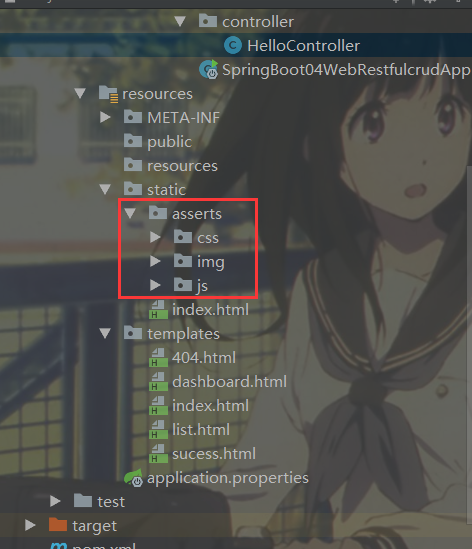 controller
HelloController
SpringBoot04WebRestfulcrudApp
resources
META-INF
public
resources
static
asserts
css
img
js
index.html
templates
404.html
dashboard.html
index.html
list.html
sucess.html
application.properties
test
target
pom.xml